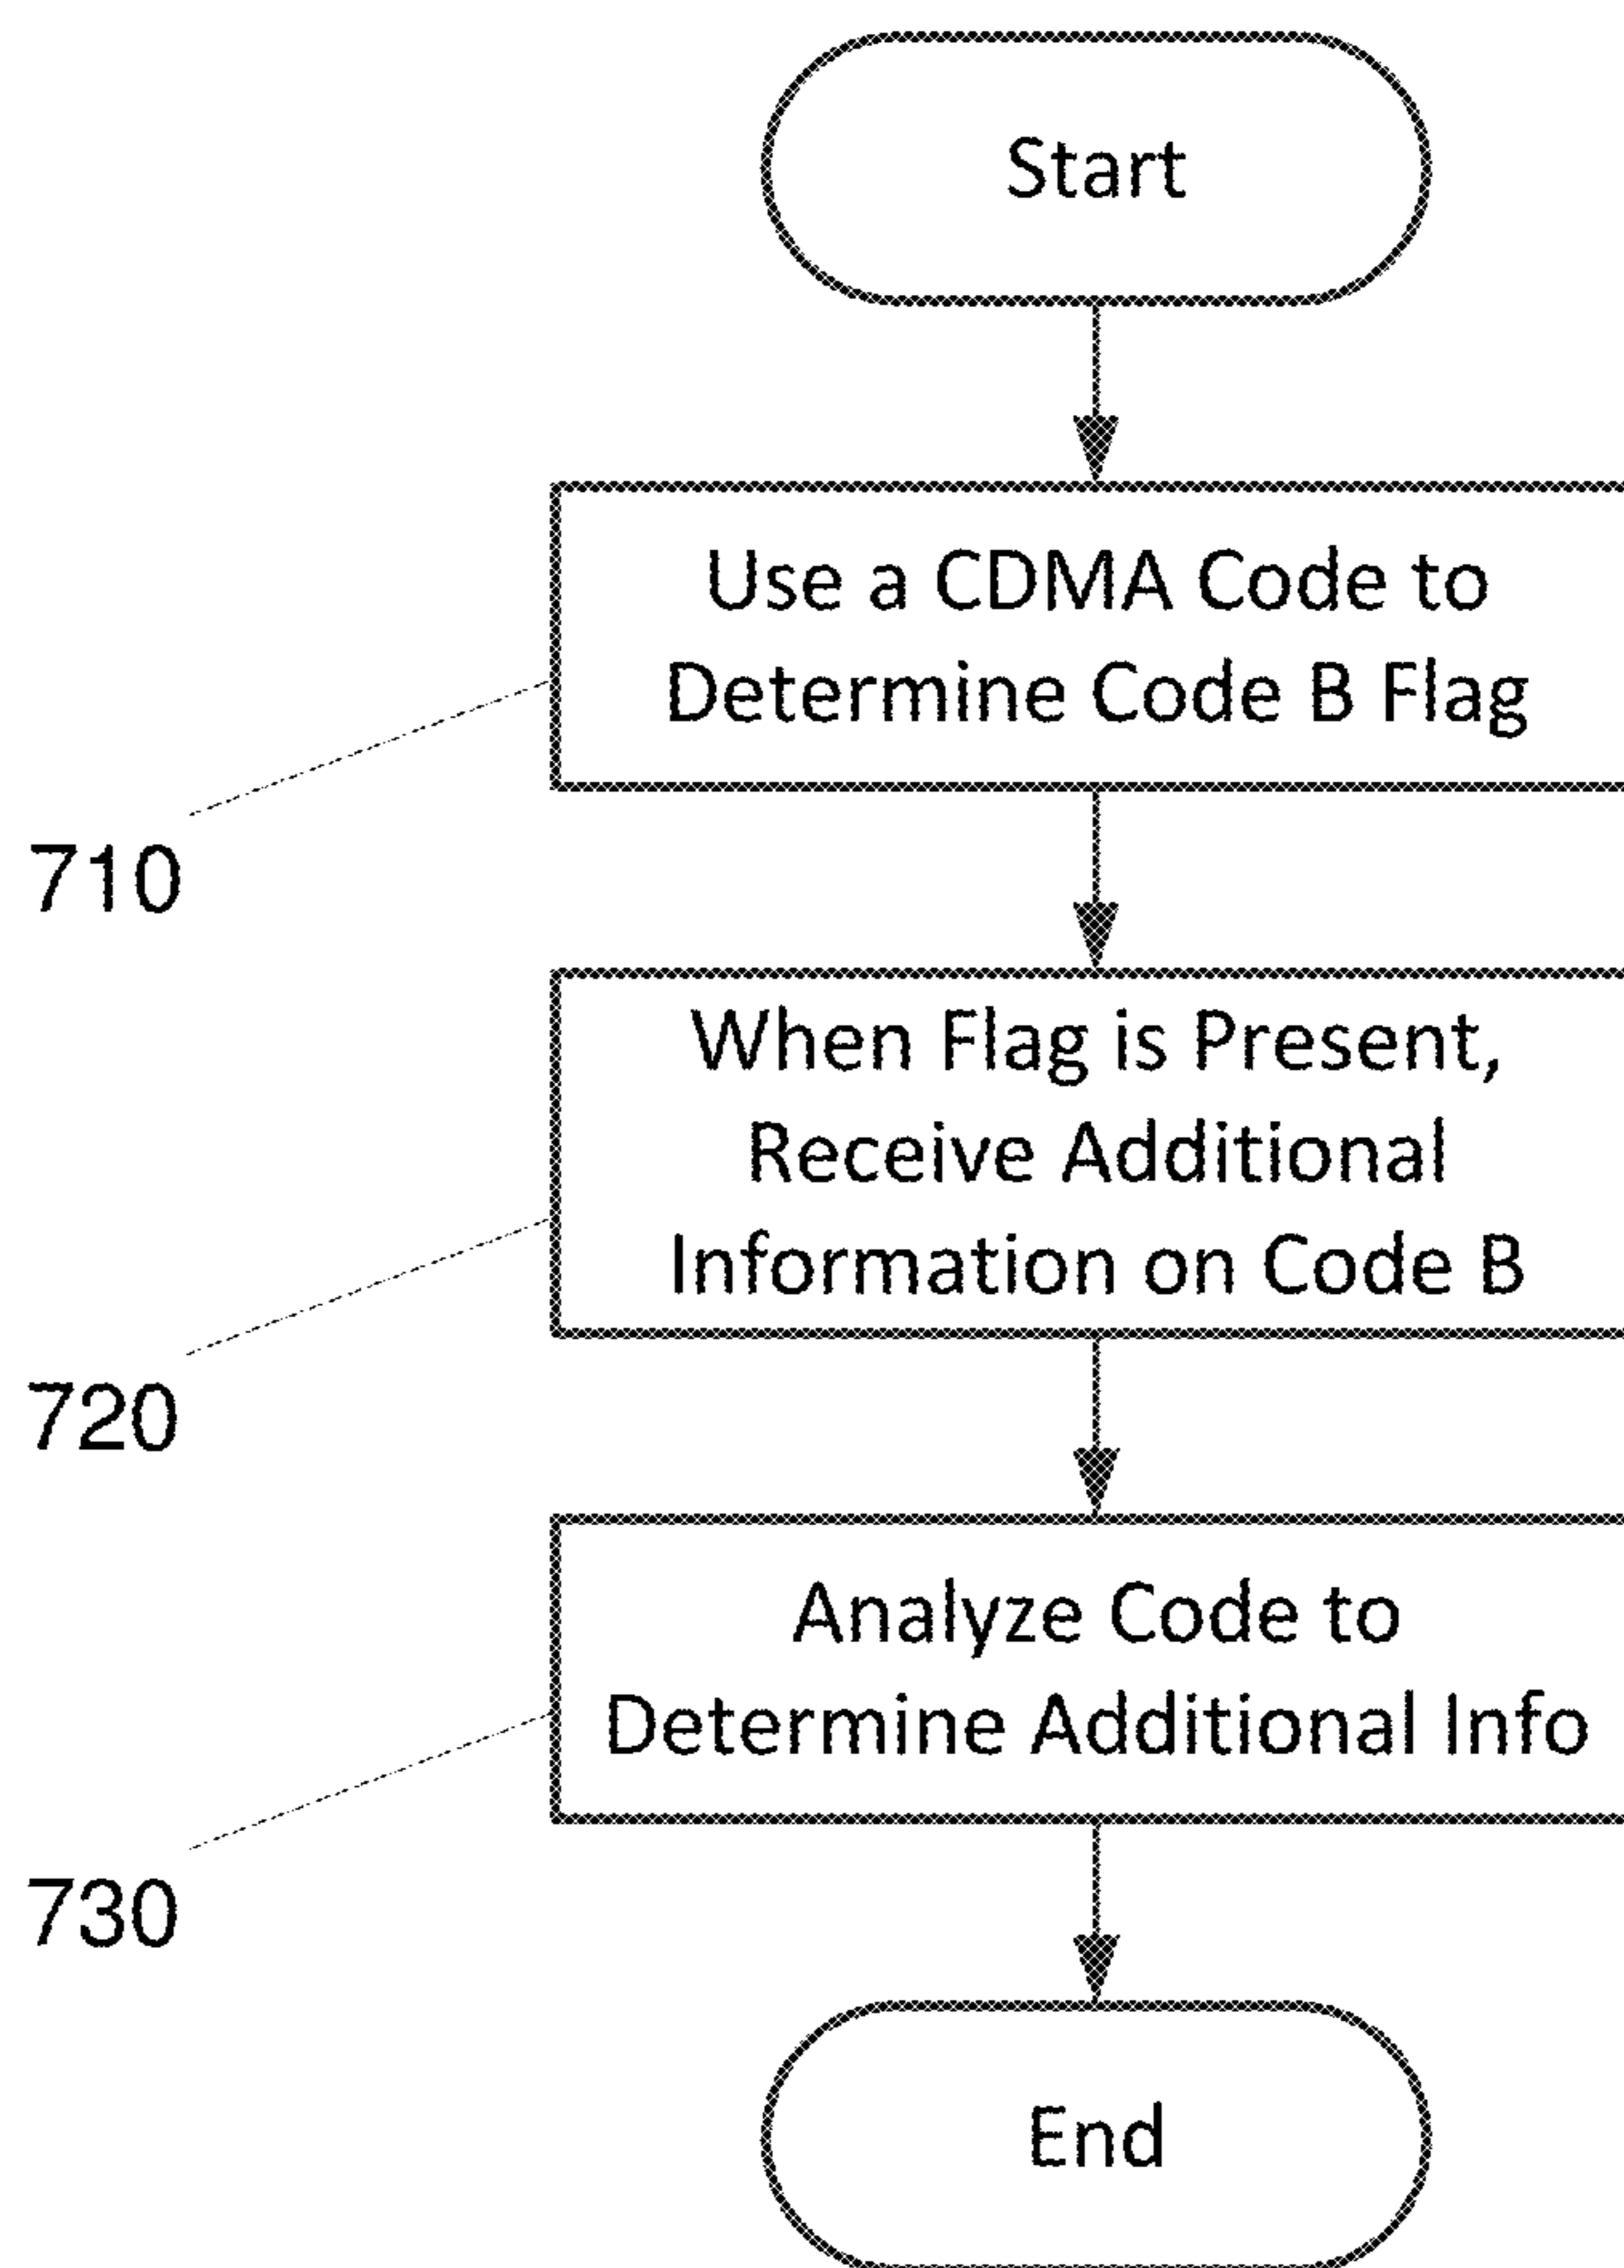 Start
Use a CDMA Code to
Determine Code B Flag
710
When Flag is Present,
Receive Additional
Information on Code B
720
Analyze Code to
Determine Additional Info
730
End